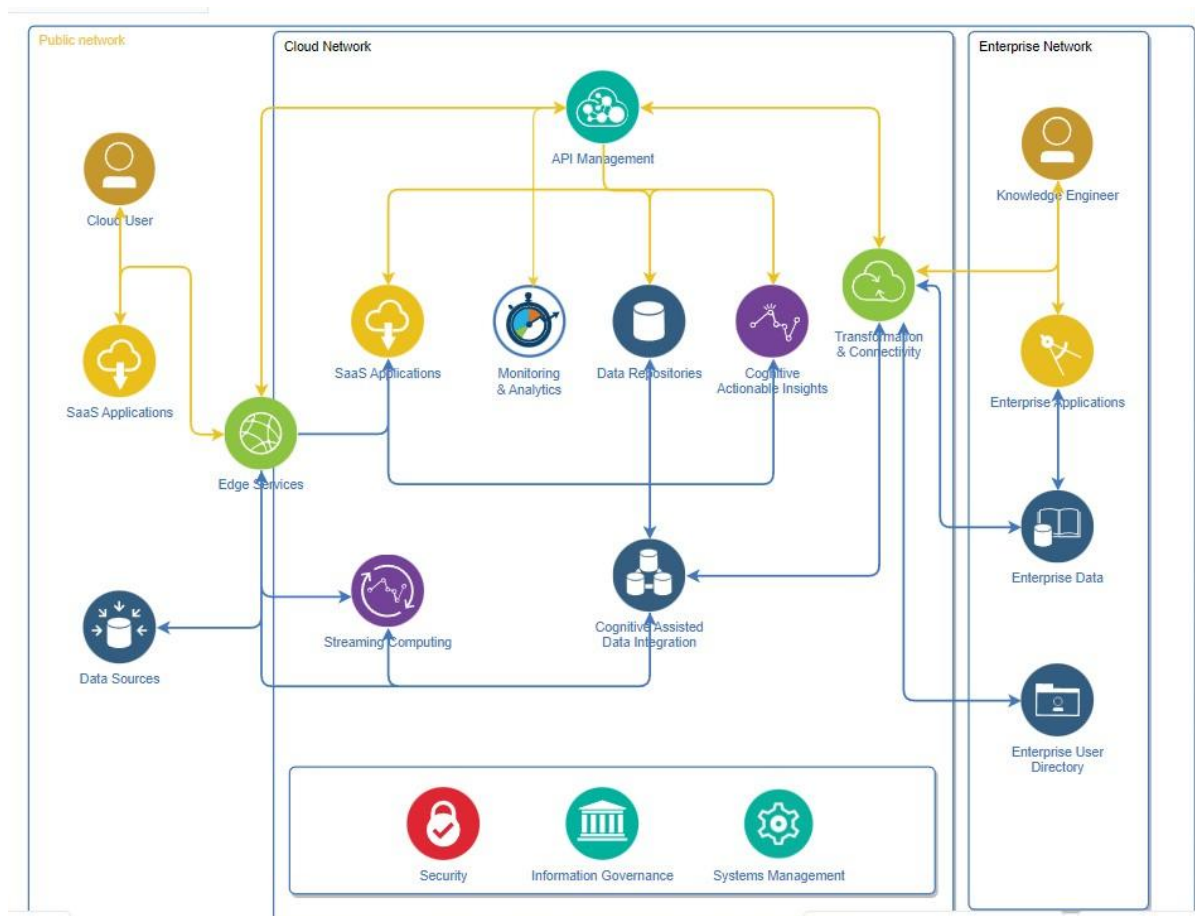 Public network
Cloud Network
Enterprise Network
API Management
Cloud User
Knowledge Engineer
SaaS Applications
SaaS Applications
Monitoring
& Analytics
Data Repositories
Cognitive
Actionable Insights
Transformation
& Connectivity
Enterprise Applications
Edge Services
Enterprise Data
Streaming Computing
Cognitive Assisted
Data Integration
Data Sources
Enterprise User
Directory
Security
Information Governance
Systems Management